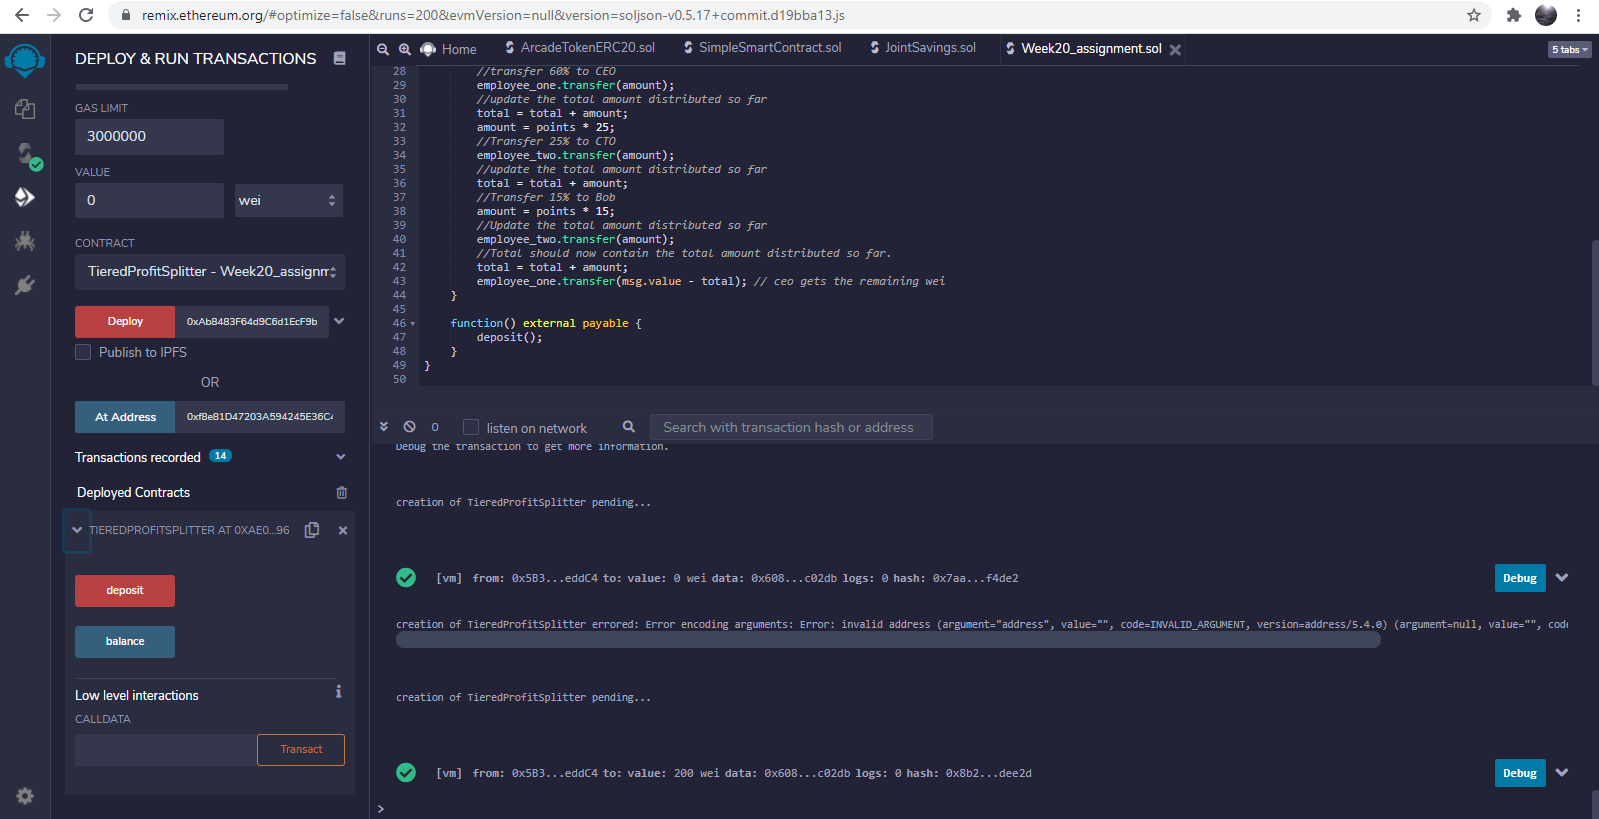 remix.ethereum.org/#optimize=false&runs=200&evmVersion=null&version=soljson-v0.5.17+commit.d19bba13.js
DEPLOY & RUN TRANSACTIONS
GAS LIMIT
3000000
VALUE
0
wei
CONTRACT
TieredProfitSplitter - Week20_assignm
Deploy
0xAb8483F64d9C6d1EcF9b
Publish to IPFS
OR
At Address
0xf8e81D47203A594245E36C4
Transactions recorded 14
Deployed Contracts
TIEREDPROFITSPLITTER AT 0XAE0...96
deposit
balance
Low level interactions
CALLDATA
Transact
Home
ArcadeTokenERC20.sol
SimpleSmartContract.sol
JointSavings.sol
Week20_assignment.sol
5 tabs
28 //transfer 60% to CEO
29 employee_one.transfer(amount);
30 //update the total amount distributed so far
31 total = total + amount;
32 amount = points * 25;
33 //Transfer 25% to CTO
34 employee_two.transfer(amount);
35 //update the total amount distributed so far
36 total = total + amount;
37 //Transfer 15% to Bob
38 amount = points * 15;
39 //Update the total amount distributed so far
40 employee_two.transfer(amount);
41 //Total should now contain the total amount distributed so far.
42 total = total + amount;
43 employee_one.transfer(msg.value - total); // ceo gets the remaining wei
44 }
45
46 function() external payable {
47 deposit();
48 }
49 }
50
0
listen on network
Search with transaction hash or address
Debug the transaction to get more information.
creation of TieredProfitSplitter pending...
[vm] from: 0x5B3...eddC4 to: value: 0 wei data: 0x608...c02db logs: 0 hash: 0x7aa...f4de2
Debug
creation of TieredProfitSplitter errored: Error encoding arguments: Error: invalid address (argument="address", value="", code=INVALID_ARGUMENT, version=address/5.4.0) (argument=null, value="", cod
creation of TieredProfitSplitter pending...
[vm] from: 0x5B3...eddC4 to: value: 200 wei data: 0x608...c02db logs: 0 hash: 0x8b2...dee2d
Debug
>